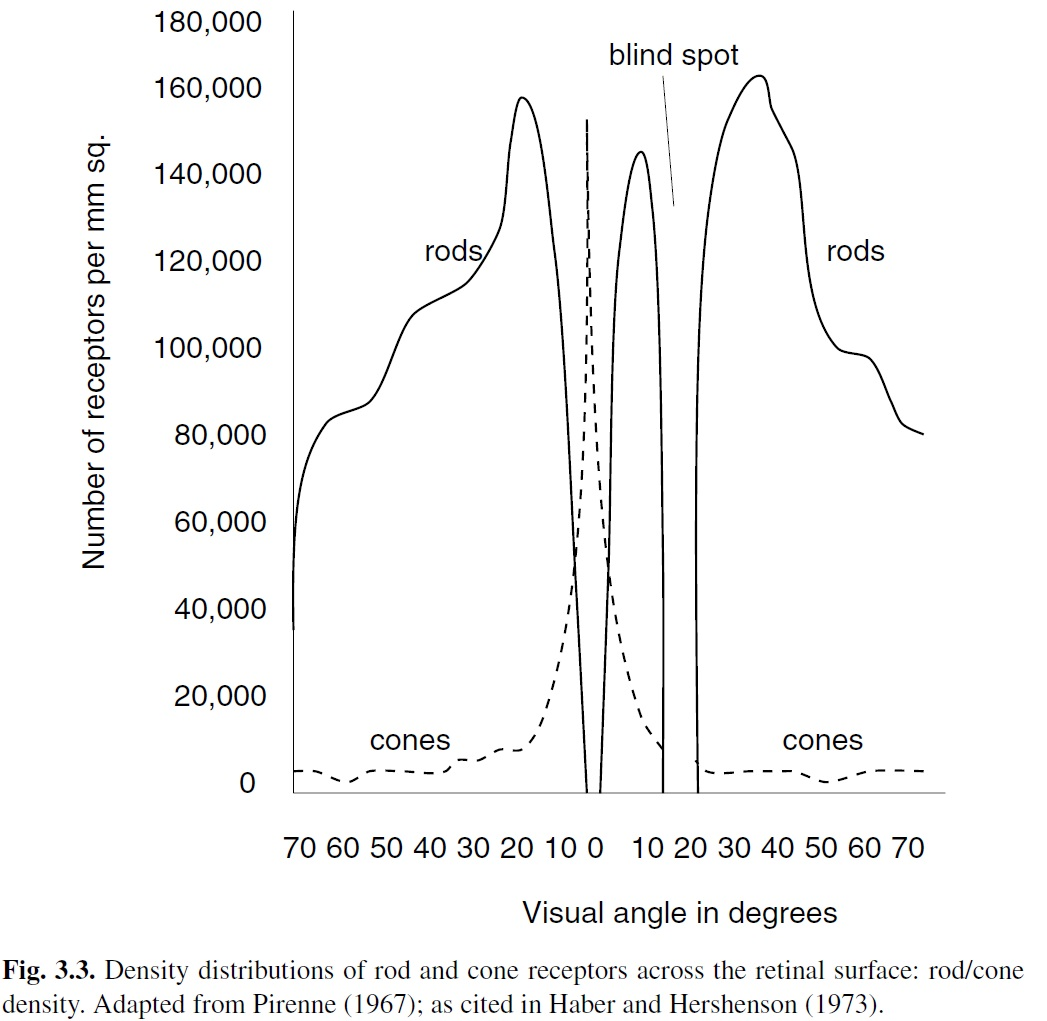 180,000
blind spot
160,000
140,000
rods
rods
120,000
100,000
80,000
60,000
40,000
20,000
cones
cones
0
Number of receptors per mm sq.
70 60 50 40 30 20 10 0 10 20 30 40 50 60 70
Visual angle in degrees
Fig. 3.3. Density distributions of rod and cone receptors across the retinal surface: rod/cone
density. Adapted from Pirenne (1967); as cited in Haber and Hershenson (1973).